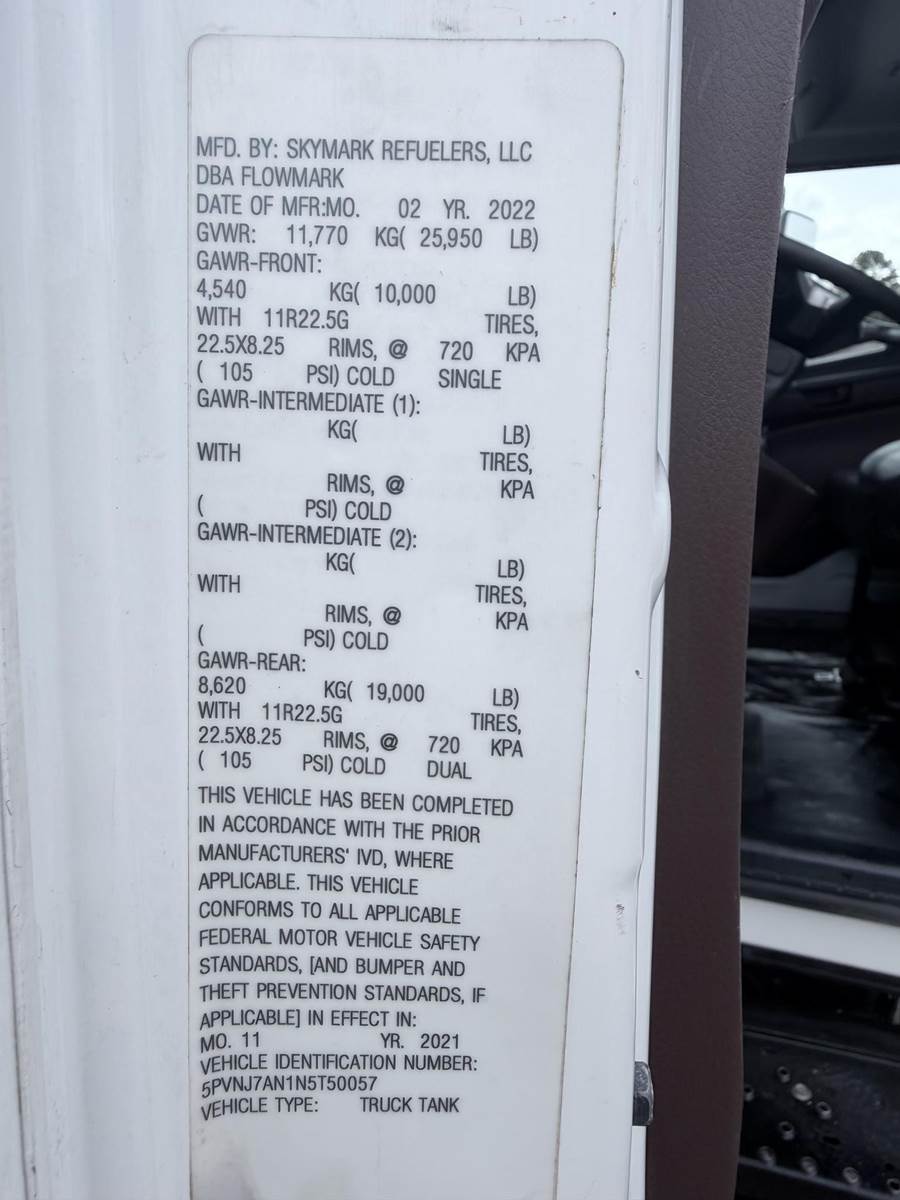 MFD. BY: SKYMARK REFUELERS, LLC
DBA FLOWMARK
DATE OF MFR:MO. 02 YR. 2022
GVWR: 11,770 KG( 25,950 LB)
GAWR-FRONT:
4,540 KG( 10,000 LB)
WITH 11R22.5G TIRES,
22.5X8.25 RIMS, @ 720 KPA
( 105 PSI) COLD SINGLE
GAWR-INTERMEDIATE (1):
KG( LB)
WITH TIRES,
RIMS, @ KPA
( PSI) COLD
GAWR-INTERMEDIATE (2):
KG( LB)
WITH TIRES,
RIMS, @ KPA
( PSI) COLD
GAWR-REAR:
8,620 KG( 19,000 LB)
WITH 11R22.5G TIRES,
22.5X8.25 RIMS, @ 720 KPA
( 105 PSI) COLD DUAL
THIS VEHICLE HAS BEEN COMPLETED
IN ACCORDANCE WITH THE PRIOR
MANUFACTURERS' IVD, WHERE
APPLICABLE. THIS VEHICLE
CONFORMS TO ALL APPLICABLE
FEDERAL MOTOR VEHICLE SAFETY
STANDARDS, [AND BUMPER AND
THEFT PREVENTION STANDARDS, IF
APPLICABLE] IN EFFECT IN:
MO. 11 YR. 2021
VEHICLE IDENTIFICATION NUMBER:
5PVNJ7AN1N5T50057
VEHICLE TYPE: TRUCK TANK